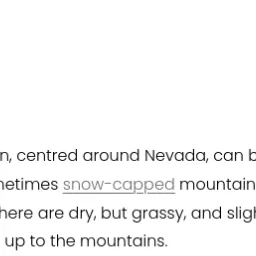 n, centred around Nevada, can b
netimes snow-capped mountain
here are dry, but grassy, and sligh
up to the mountains.